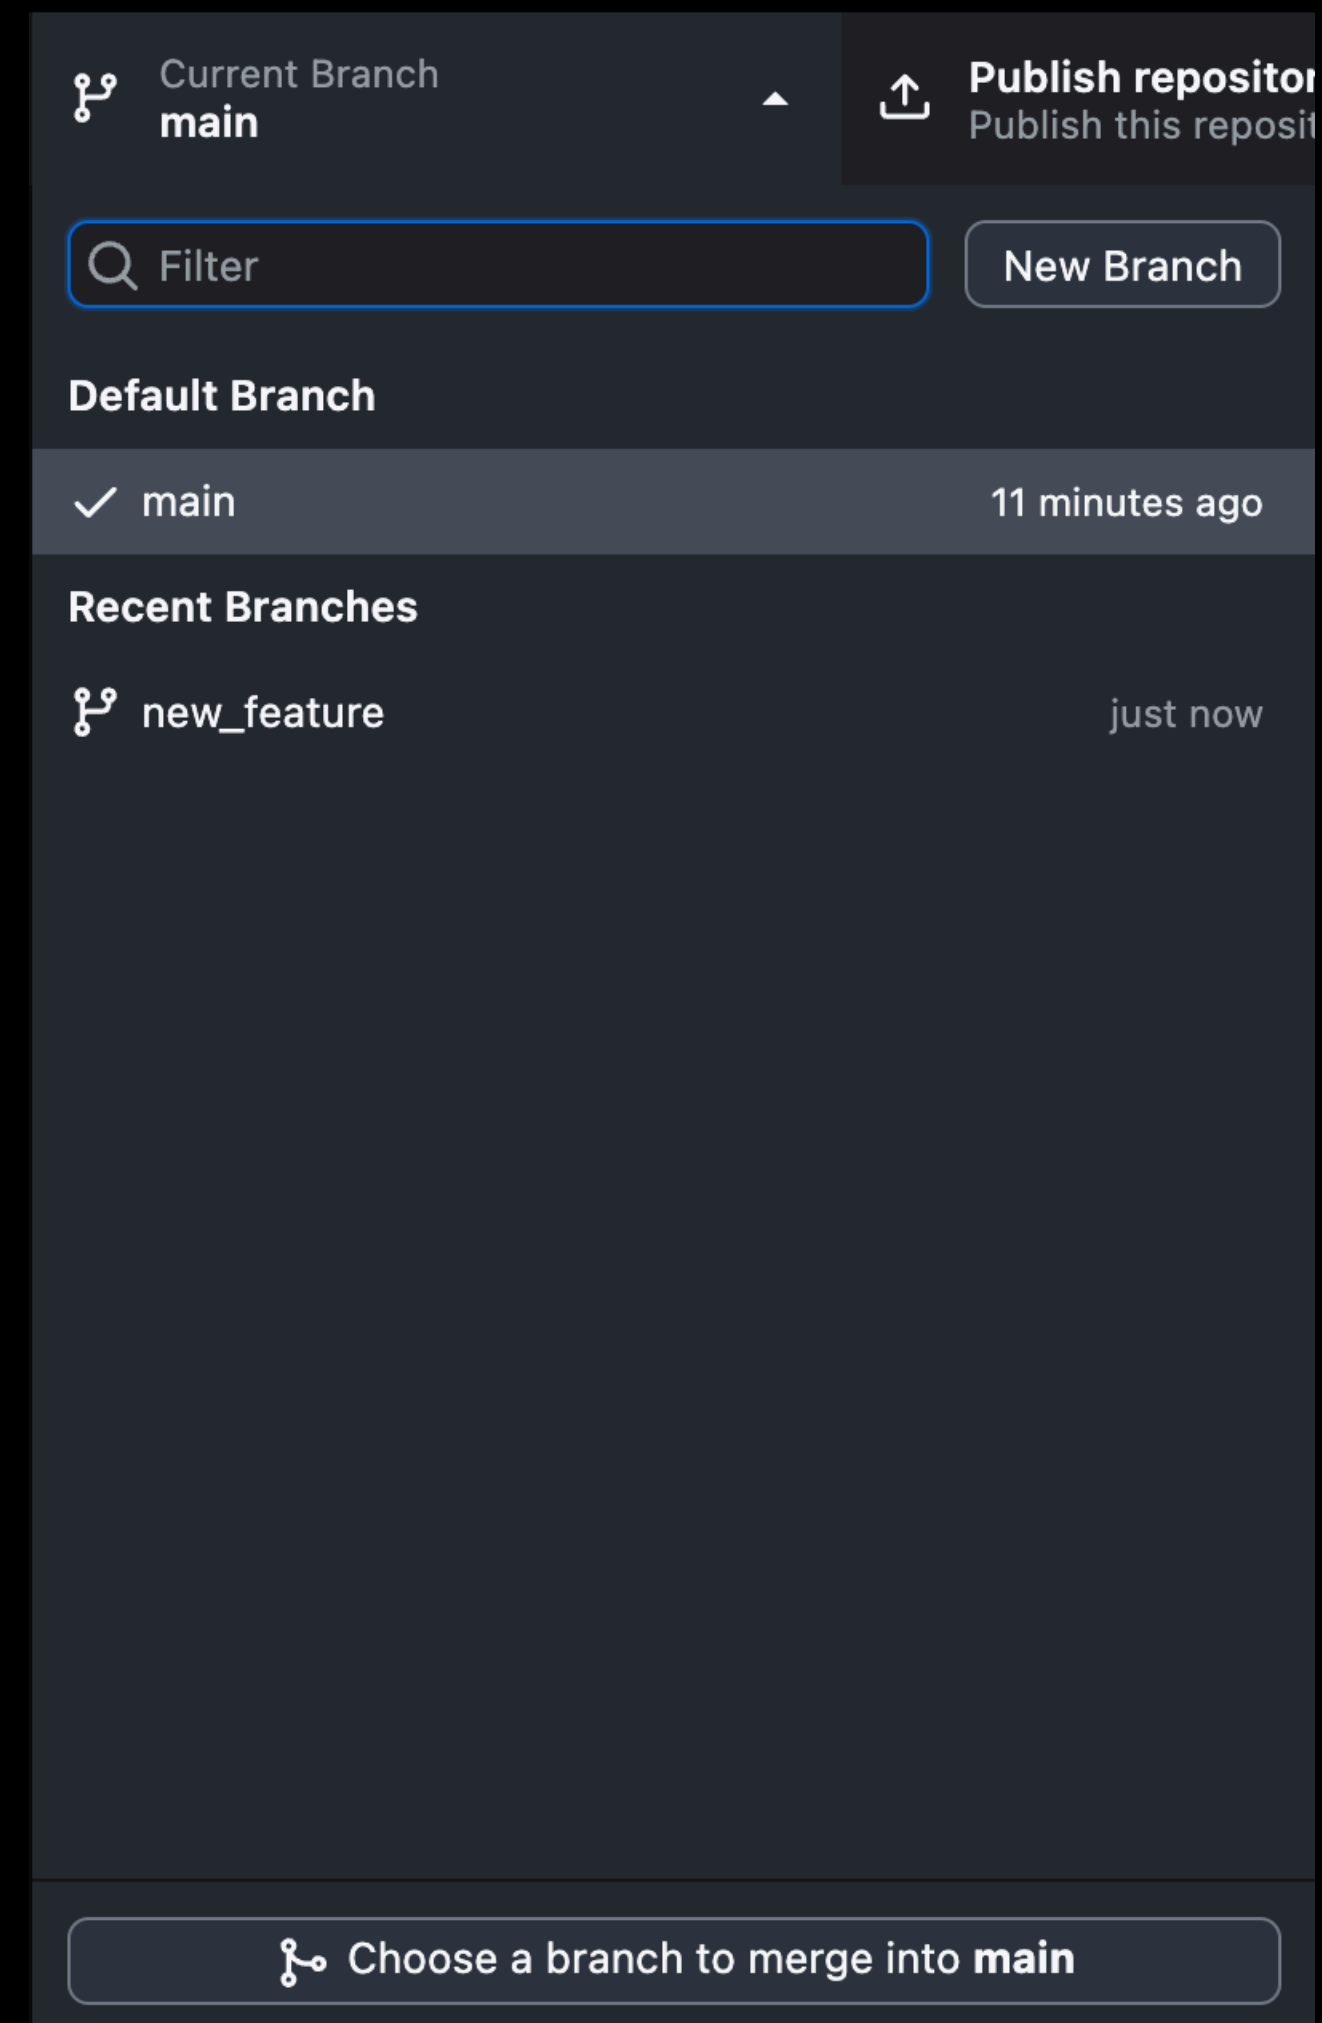 Current Branch
main
Publish repositor
Publish this reposit
Filter
New Branch
Default Branch
main
11 minutes ago
Recent Branches
new_feature
just now
Choose a branch to merge into main